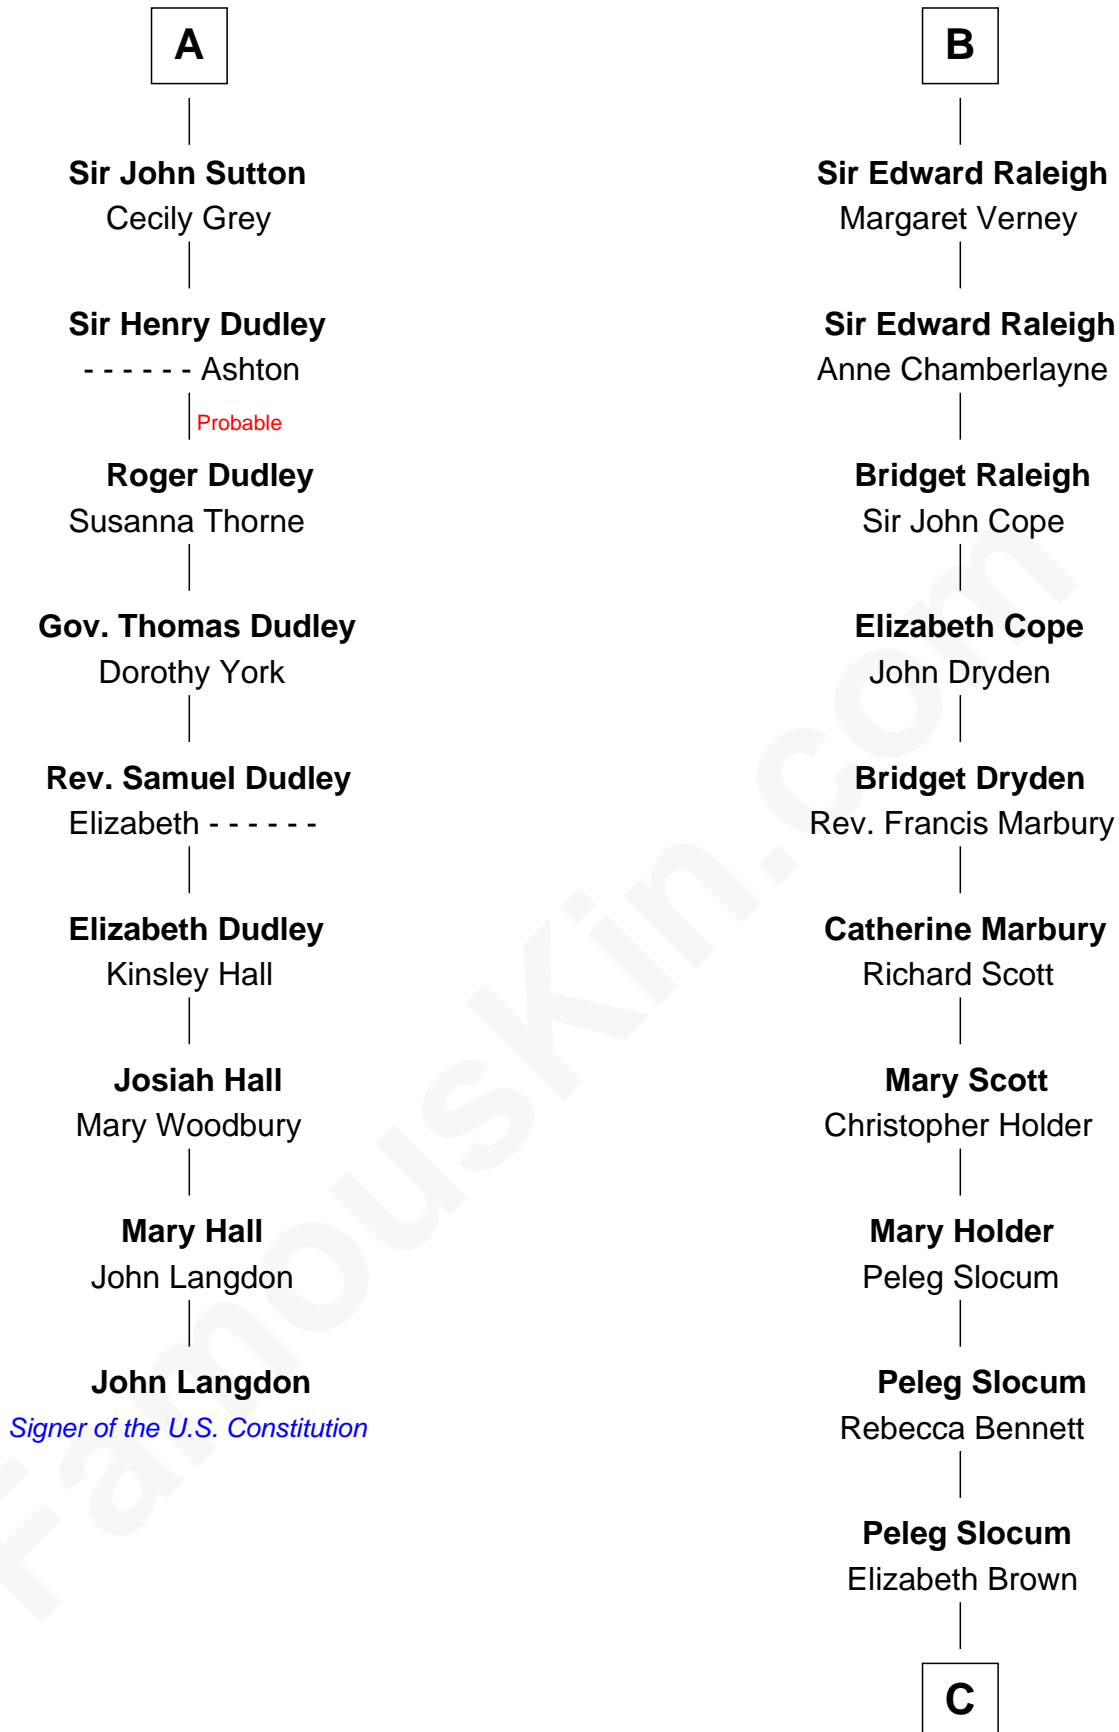 A
Sir John Sutton
Cecily Grey
Sir Henry Dudley
- - - - - - Ashton
Probable
Roger Dudley
Susanna Thorne
Gov. Thomas Dudley
Dorothy York
Rev. Samuel Dudley
Elizabeth - - - - - -
Elizabeth Dudley
Kinsley Hall
Josiah Hall
Mary Woodbury
Mary Hall
John Langdon
John Langdon
Signer of the U.S. Constitution
B
Sir Edward Raleigh
Margaret Verney
Sir Edward Raleigh
Anne Chamberlayne
Bridget Raleigh
Sir John Cope
Elizabeth Cope
John Dryden
Bridget Dryden
Rev. Francis Marbury
Catherine Marbury
Richard Scott
Mary Scott
Christopher Holder
Mary Holder
Peleg Slocum
Peleg Slocum
Rebecca Bennett
Peleg Slocum
Elizabeth Brown
C
FamousKin.com